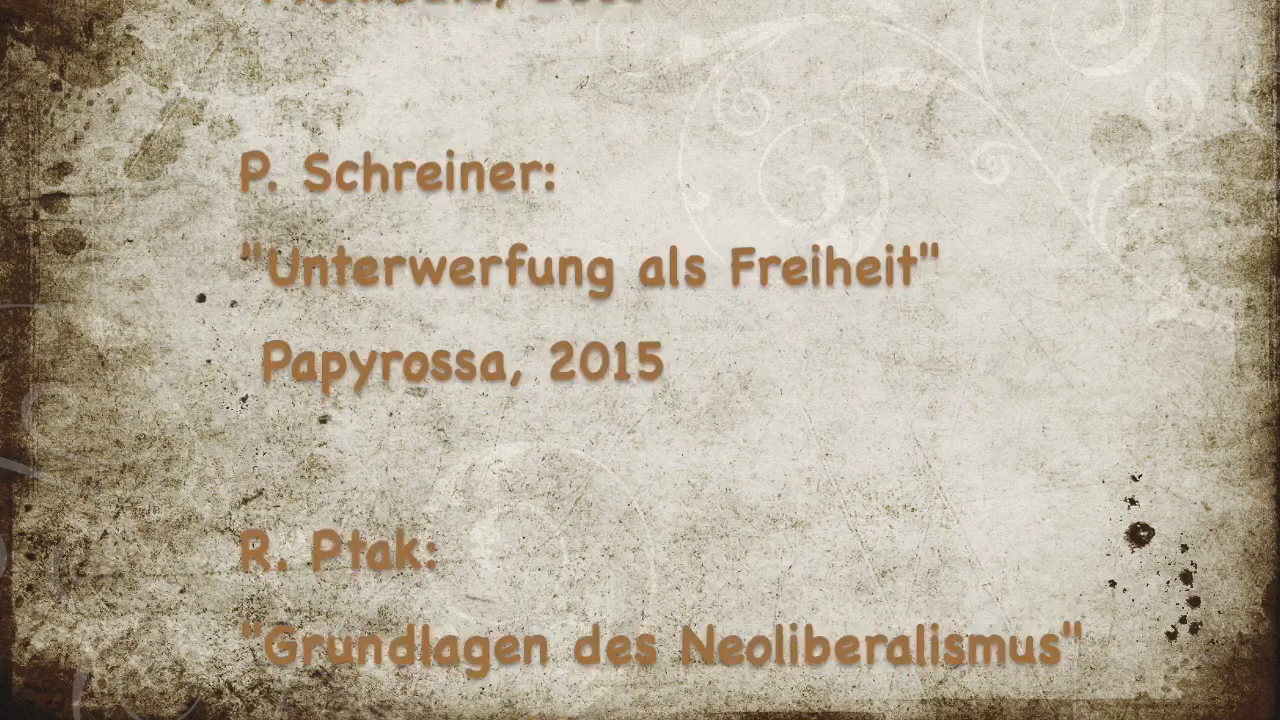 P. Schreiner:
"Unterwerfung als Freiheit"
Papyrossa, 2015
R. Ptak:
"Grundlagen des Neoliberalismus"